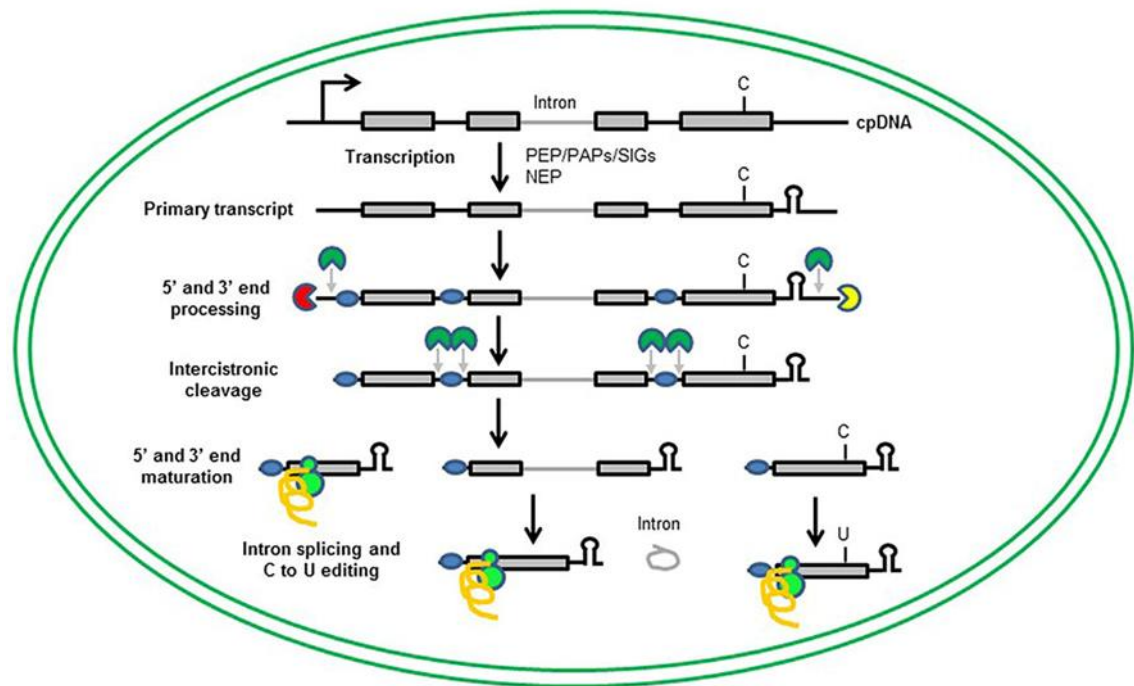 C
Intron
cpDNA
Transcription
PEP/PAPs/SIGs
NEP
C
Primary transcript
C
5’ and 3’ end
processing
C
Intercistronic
cleavage
C
5’ and 3’ end
maturation
Intron
U
Intron splicing and
C to U editing